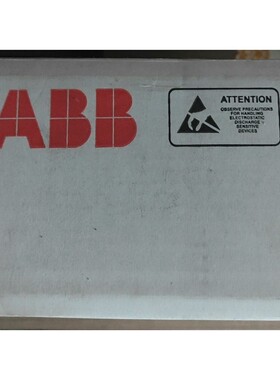 ABB
ATTENTION
OBSERVE PRECAUTIONS
FOR HANDLING
ELECTROSTATIC
DISCHARGE
SENSITIVE
DEVICES